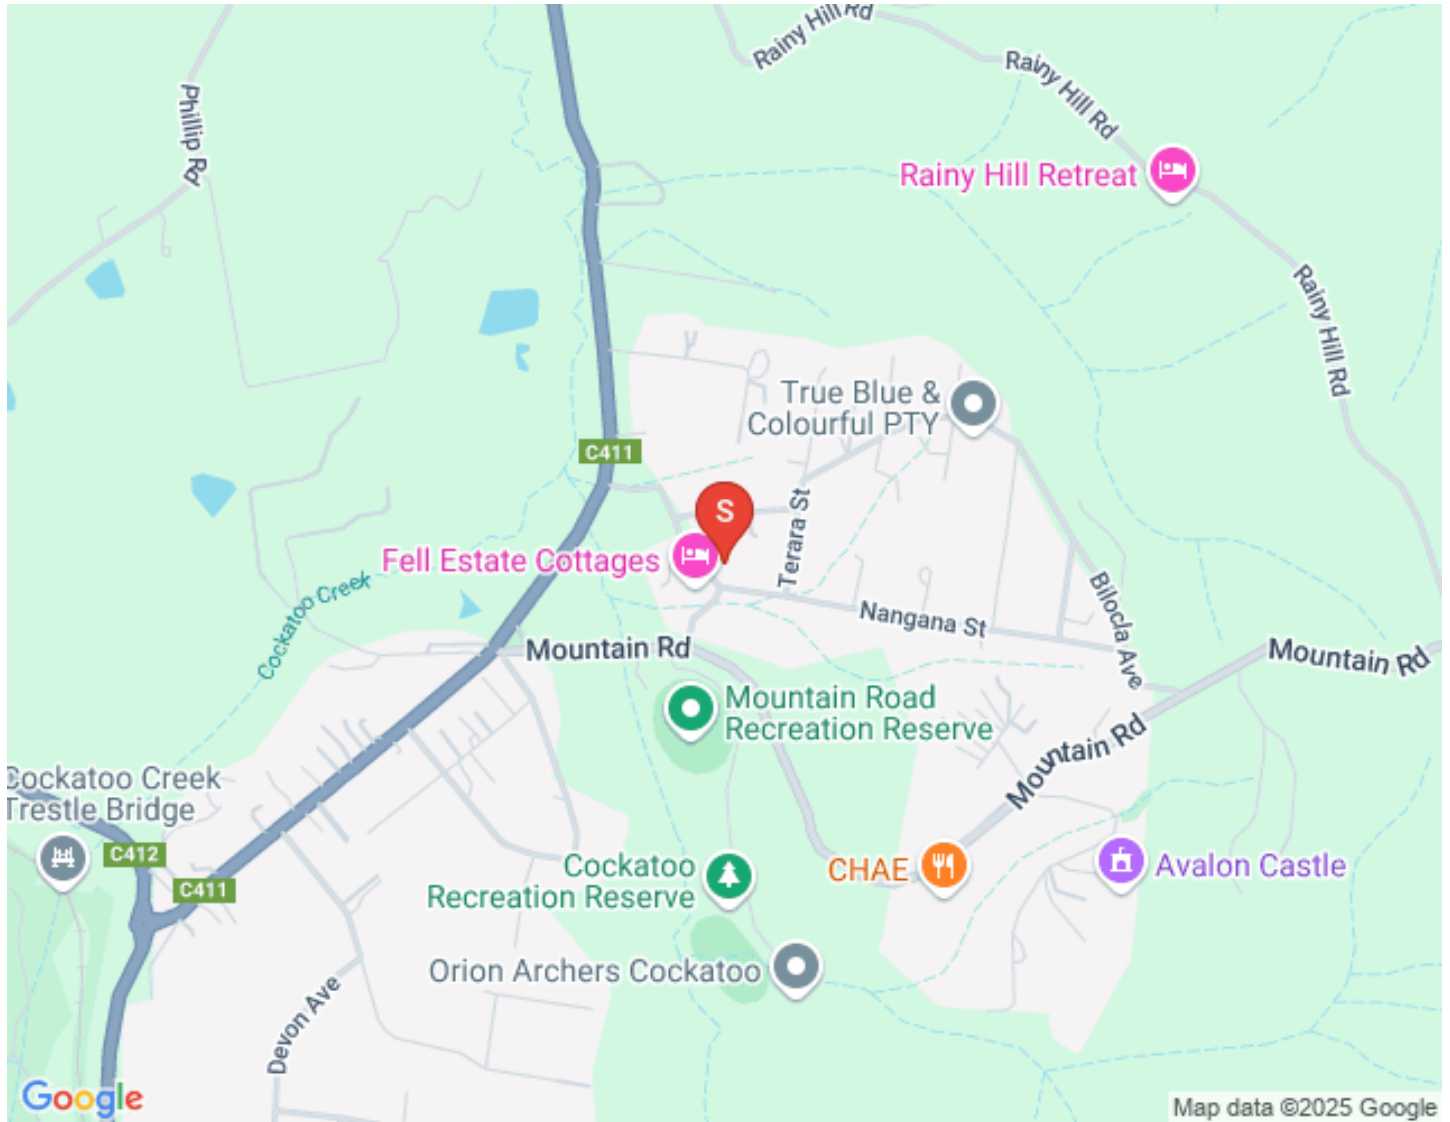 Rainy Hill Rd
Rainy Hill Rd
Phillip Rd
Rainy Hill Retreat
Rainy Hill Rd
True Blue &
Colourful PTY
C411
S
Terara St
Fell Estate Cottages
Cockatoo Creek
Nangana St
Bilocla Ave
Mountain Rd
Mountain Rd
Mountain Road
Recreation Reserve
Mountain Rd
Cockatoo Creek
Trestle Bridge
C412
C411
Cockatoo
Recreation Reserve
CHAE
Avalon Castle
Orion Archers Cockatoo
Devon Ave
Google
Map data ©2025 Google